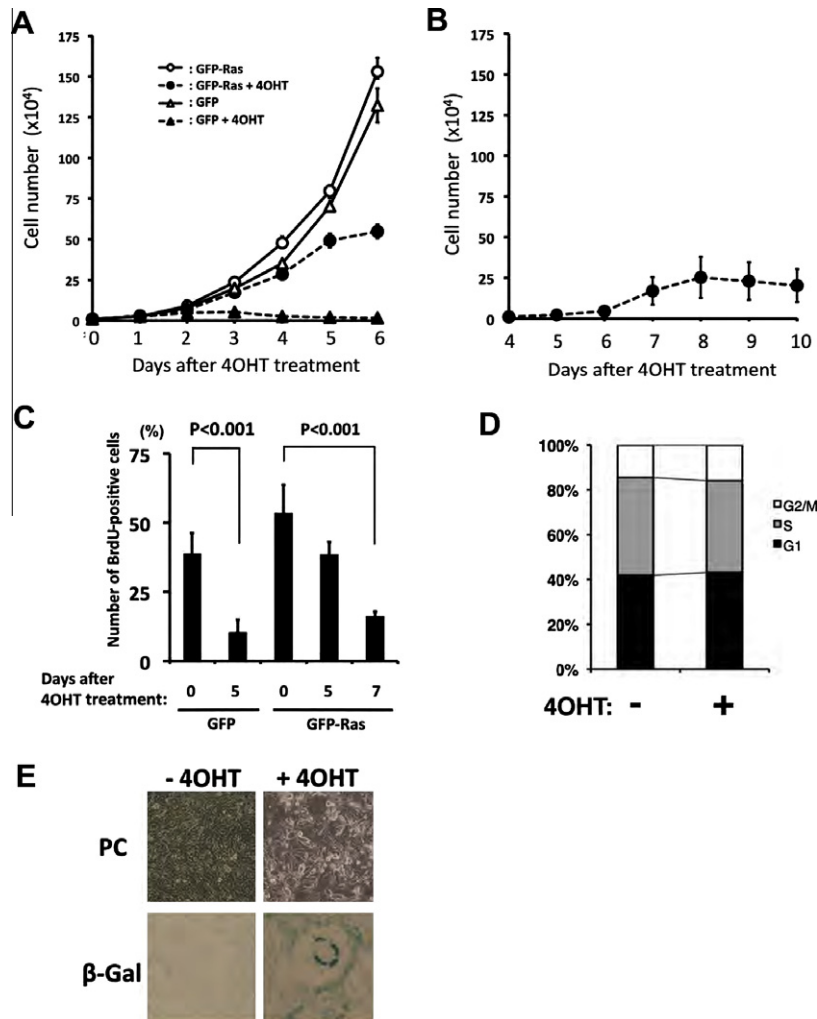 A
Cell number (x10⁴)
175
150
125
100
75
50
25
0
: GFP-Ras
: GFP-Ras + 4OHT
: GFP
: GFP + 4OHT
0 1 2 3 4 5 6
Days after 4OHT treatment
B
Cell number (x10⁴)
175
150
125
100
75
50
25
0
4 5 6 7 8 9 10
Days after 4OHT treatment
C
Number of BrdU-positive cells
(%)
P<0.001 P<0.001
75
50
25
0
Days after
4OHT treatment: 0 5 0 5 7
GFP GFP-Ras
D
100%
80%
60%
40%
20%
0%
G2/M
S
G1
4OHT: - +
E
- 4OHT + 4OHT
PC
β-Gal